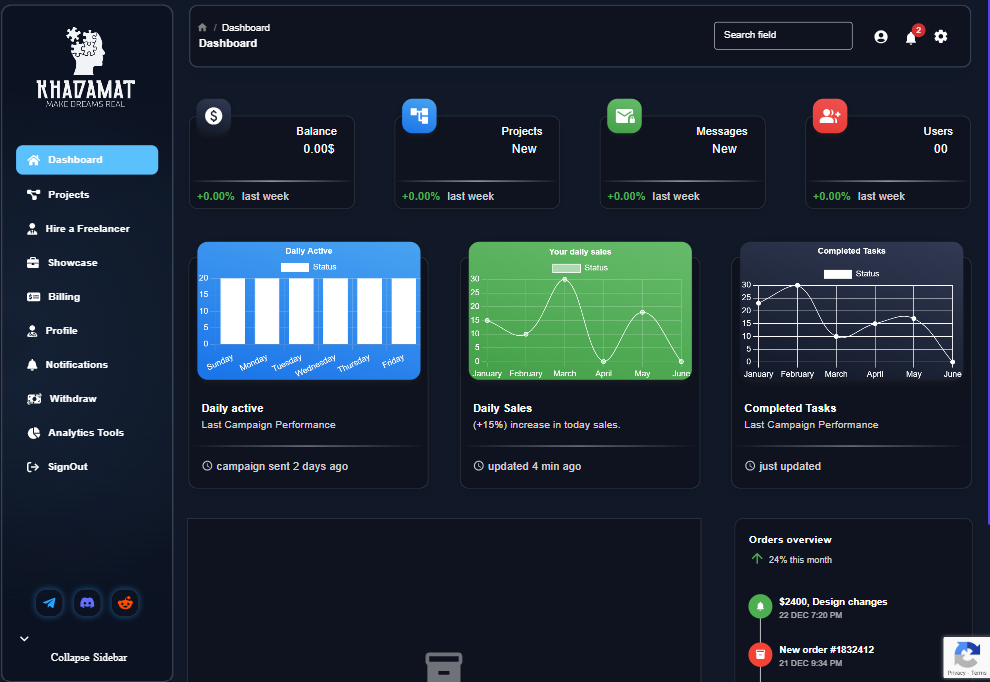 KHADAMAT
MAKE DREAMS REAL
Dashboard
Projects
Hire a Freelancer
Showcase
Billing
Profile
Notifications
Withdraw
Analytics Tools
SignOut
Collapse Sidebar
/ Dashboard
Dashboard
Search field
2
Balance
0.00$
+0.00% last week
Projects
New
+0.00% last week
Messages
New
+0.00% last week
Users
00
+0.00% last week
Daily Active
Status
20
15
10
5
0
Sunday Monday Tuesday Wednesday Thursday Friday
Daily active
Last Campaign Performance
campaign sent 2 days ago
Your daily sales
Status
30
25
20
15
10
5
0
January February March April May June
Daily Sales
(+15%) increase in today sales.
updated 4 min ago
Completed Tasks
Status
30
25
20
15
10
5
0
January February March April May June
Completed Tasks
Last Campaign Performance
just updated
Orders overview
24% this month
$2400, Design changes
22 DEC 7:20 PM
New order #1832412
21 DEC 9:34 PM
Privacy - Terms